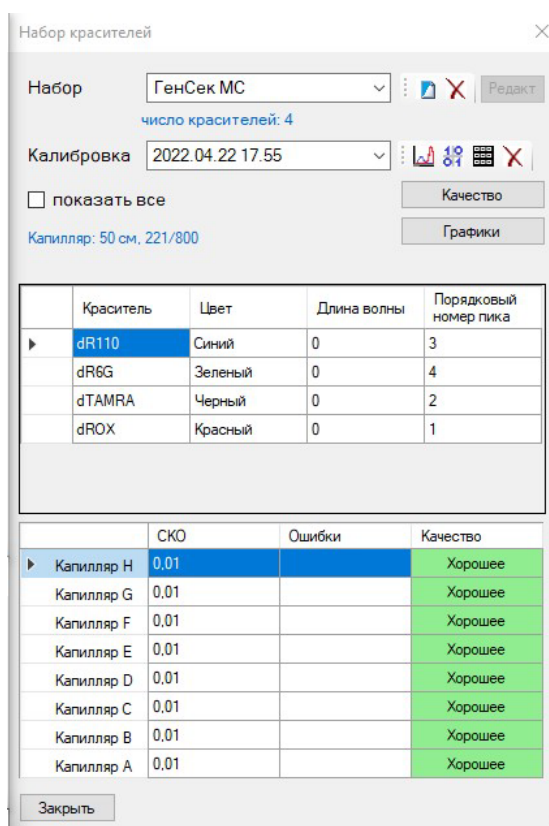 Набор красителей
Набор ГенСек МС Редакт
число красителей: 4
Калибровка 2022.04.22 17.55
показать все Качество
Капилляр: 50 см, 221/800 Графики
Краситель Цвет Длина волны Порядковый номер пика
dR110 Синий 0 3
dR6G Зеленый 0 4
dTAMRA Черный 0 2
dROX Красный 0 1
СКО Ошибки Качество
Капилляр H 0,01 Хорошее
Капилляр G 0,01 Хорошее
Капилляр F 0,01 Хорошее
Капилляр E 0,01 Хорошее
Капилляр D 0,01 Хорошее
Капилляр C 0,01 Хорошее
Капилляр B 0,01 Хорошее
Капилляр A 0,01 Хорошее
Закрыть